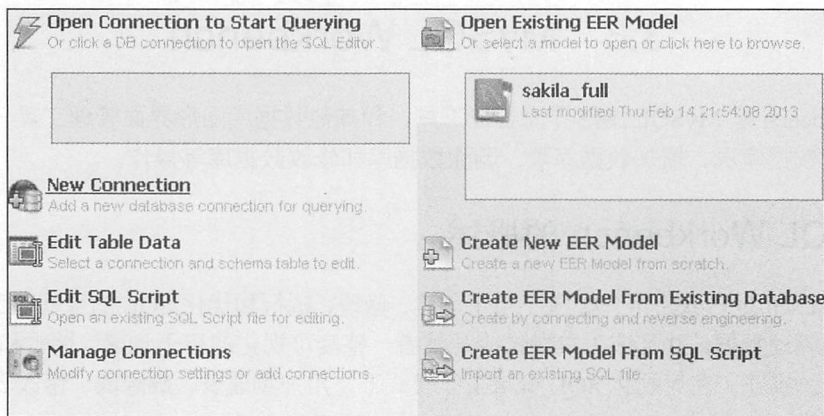 Open Connection to Start Querying
Or click a DB connection to open the SQL Editor.
New Connection
Add a new database connection for querying.
Edit Table Data
Select a connection and schema table to edit.
Edit SQL Script
Open an existing SQL Script file for editing.
Manage Connections
Modify connection settings or add connections.
Open Existing EER Model
Or select a model to open or click here to browse.
sakila_full
Last modified Thu Feb 14 21:54:08 2013
Create New EER Model
Create a new EER Model from scratch.
Create EER Model From Existing Database
Create by connecting and reverse engineering.
Create EER Model From SQL Script
Import an existing SQL file.